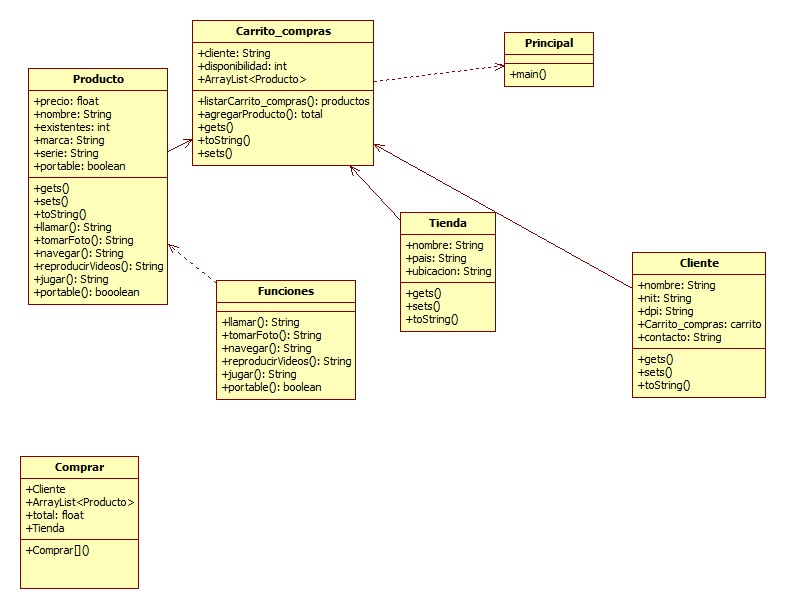 Carrito_compras
+cliente: String
+disponibilidad: int
+ArrayList<Producto>
+listarCarrito_compras(): productos
+agregarProducto(): total
+gets()
+toString()
+sets()
Principal
+main()
Producto
+precio: float
+nombre: String
+existentes: int
+marca: String
+serie: String
+portable: boolean
+gets()
+sets()
+toString()
+llamar(): String
+tomarFoto(): String
+navegar(): String
+reproducirVideos(): String
+jugar(): String
+portable(): booolean
Tienda
+nombre: String
+pais: String
+ubicacion: String
+gets()
+sets()
+toString()
Cliente
+nombre: String
+nit: String
+dpi: String
+Carrito_compras: carrito
+contacto: String
+gets()
+sets()
+toString()
Funciones
+llamar(): String
+tomarFoto(): String
+navegar(): String
+reproducirVideos(): String
+jugar(): String
+portable(): boolean
Comprar
+Cliente
+ArrayList<Producto>
+total: float
+Tienda
+Comprar[]()